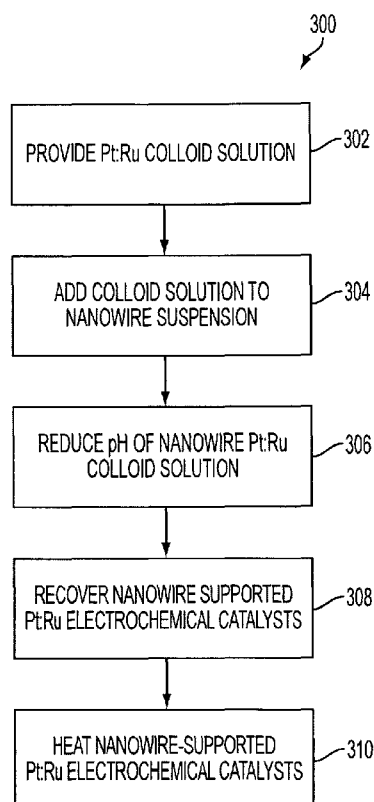 300
PROVIDE Pt:Ru COLLOID SOLUTION
302
ADD COLLOID SOLUTION TO
NANOWIRE SUSPENSION
304
REDUCE pH OF NANOWIRE Pt:Ru
COLLOID SOLUTION
306
RECOVER NANOWIRE SUPPORTED
Pt:Ru ELECTROCHEMICAL CATALYSTS
308
HEAT NANOWIRE-SUPPORTED
Pt:Ru ELECTROCHEMICAL CATALYSTS
310